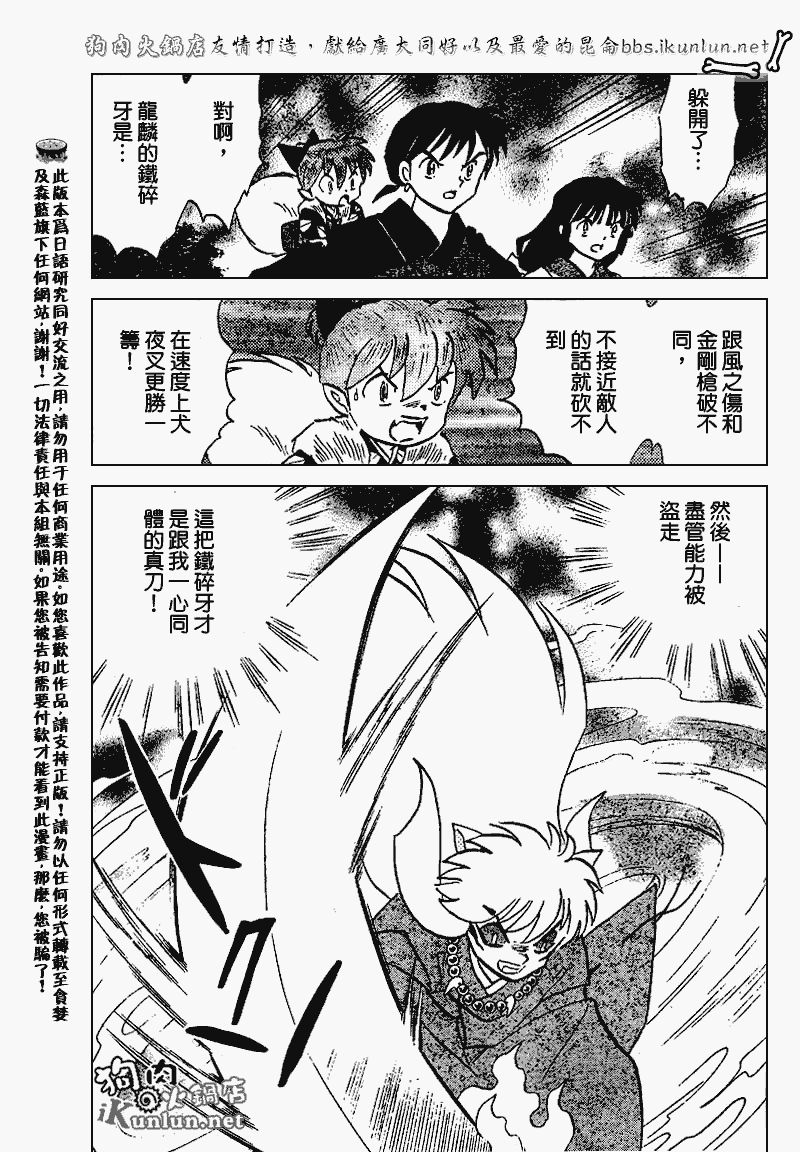 狗肉火鍋店友情打造，獻給廣大同好以及最愛的昆侖bbs.ikunlun.net
躲開了…
對啊，
龍麟的鐵碎
牙是…
跟風之傷和
金剛槍破不
同，
不接近敵人
的話就砍不
到
在速度上犬
夜叉更勝一
籌！
然後——
盡管能力被
盜走
這把鐵碎牙才
是跟我一心同
體的真刀！
此版本爲日語研究同好交流之用，請勿用于任何商業用途。如您喜歡此作品，請支持正版！請勿以任何形式轉載至貪婪
及森藍旗下任何網站，謝謝！一切法律責任與本組無關。如果您被告知需要付款才能看到此漫畫，那麼，您被騙了！
狗肉火鍋店
iKunlun.net